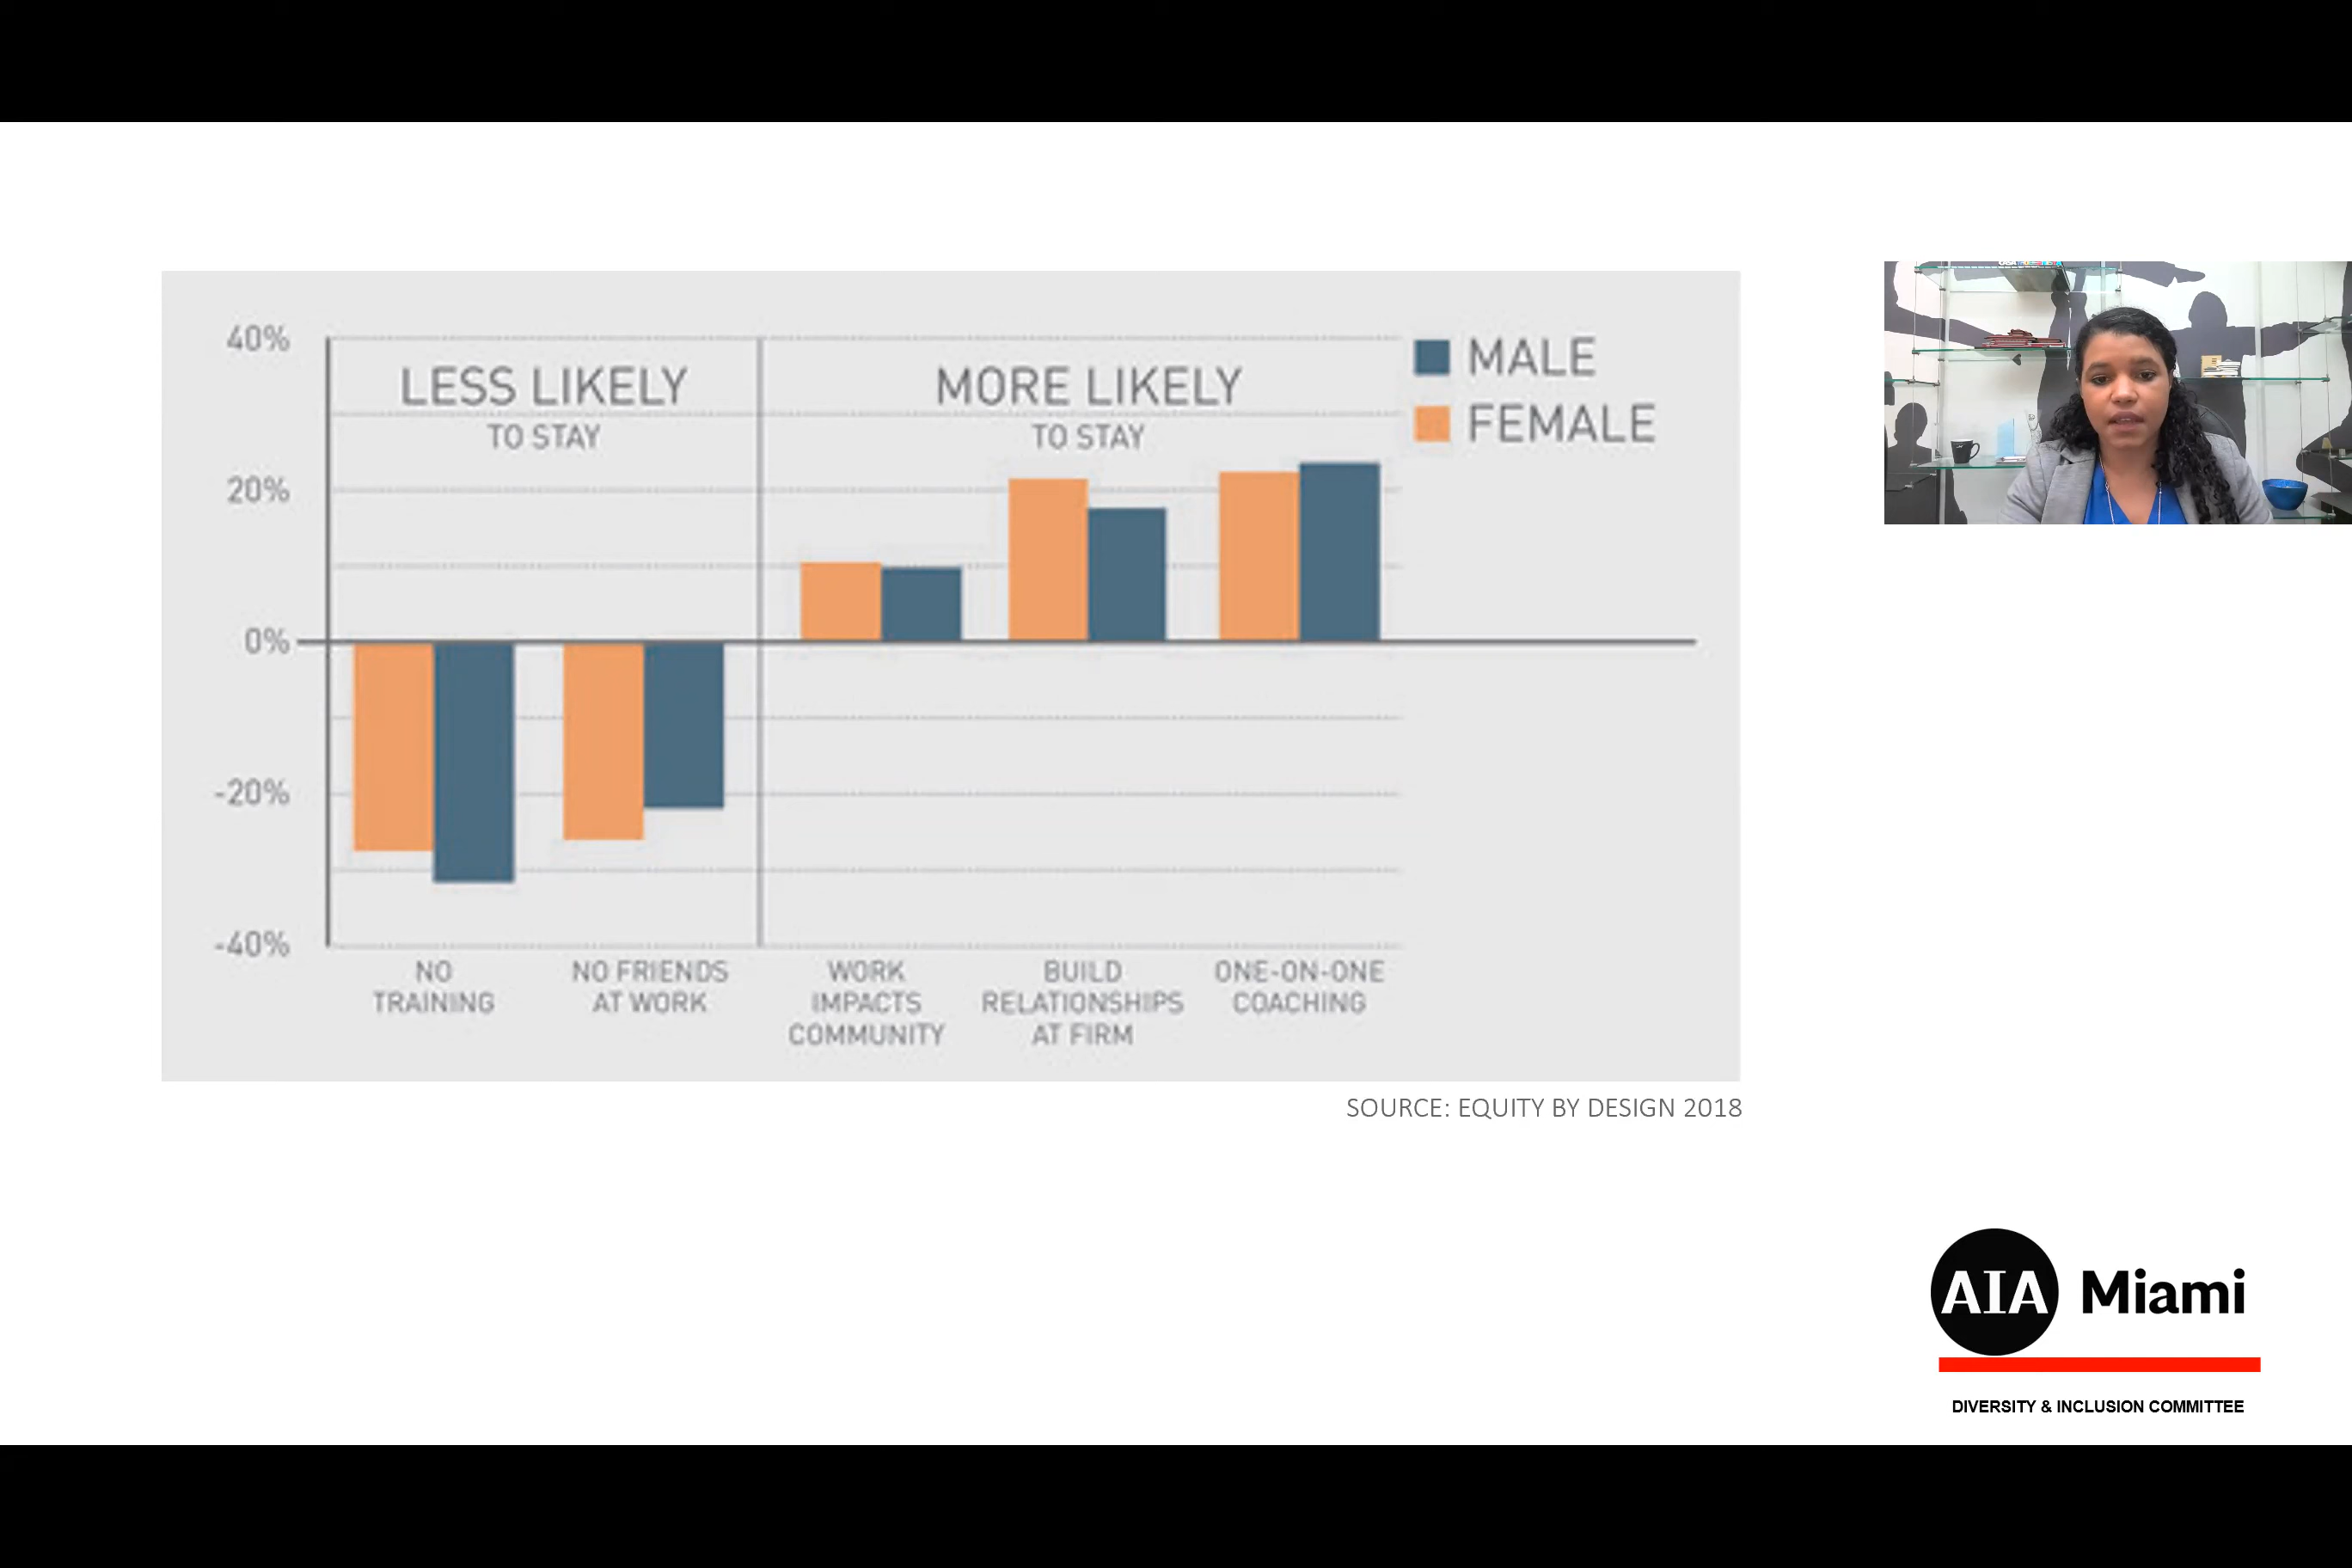 40%
20%
0%
-20%
-40%
LESS LIKELY
TO STAY
MORE LIKELY
TO STAY
MALE
FEMALE
NO
TRAINING
NO FRIENDS
AT WORK
WORK
IMPACTS
COMMUNITY
BUILD
RELATIONSHIPS
AT FIRM
ONE-ON-ONE
COACHING
SOURCE: EQUITY BY DESIGN 2018
AIA Miami
DIVERSITY & INCLUSION COMMITTEE